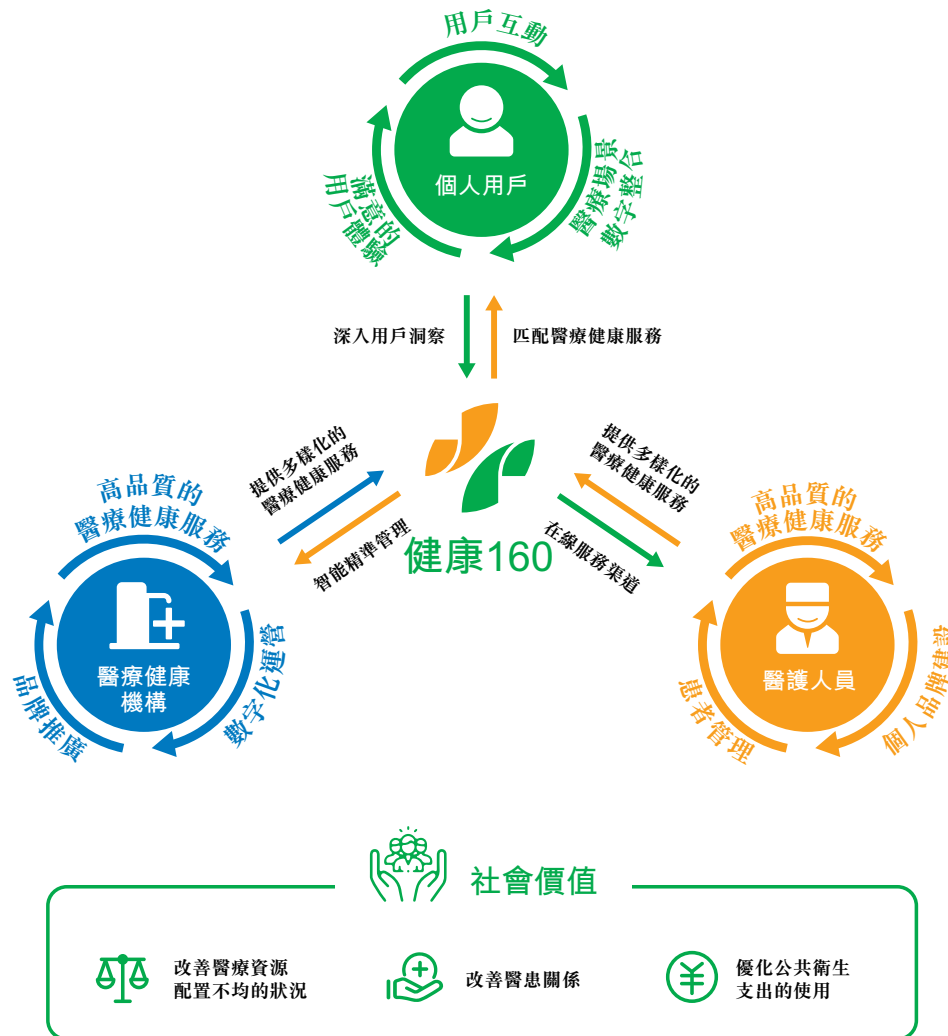 用戶互動
個人用戶
醫療場景
數字整合
滿意的
用戶體驗
深入用戶洞察
匹配醫療健康服務
提供多樣化的
醫療健康服務
智能精準管理
健康160
提供多樣化的
醫療健康服務
在線服務渠道
高品質的
醫療健康服務
醫療健康
機構
數字化運營
品牌推廣
高品質的
醫療健康服務
醫護人員
個人品牌建
患者管理
社會價值
改善醫療資源
配置不均的狀況
改善醫患關係
優化公共衛生
支出的使用